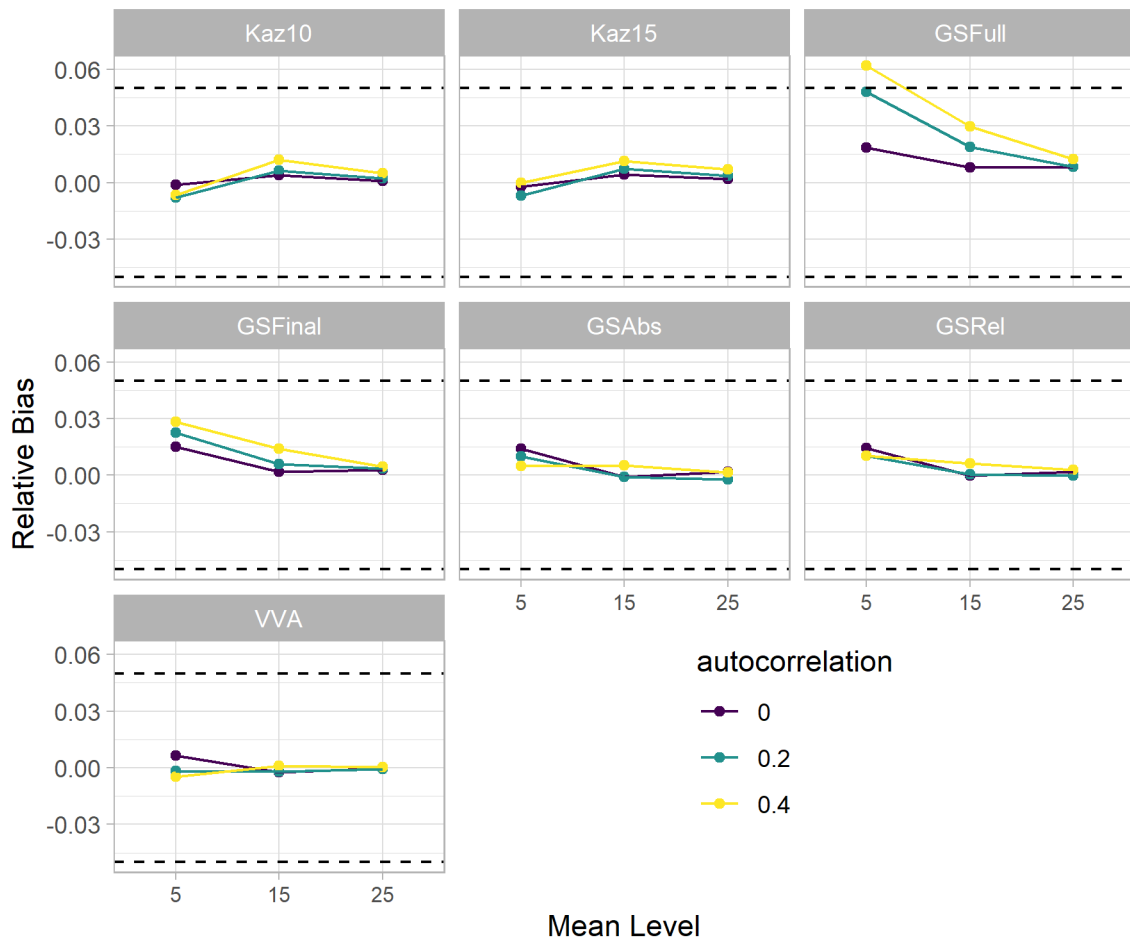 Kaz10 Kaz15 GSFull
0.06
0.03
0.00
-0.03
GSFinal GSAbs GSRel
0.06
0.03
0.00
-0.03
5 15 25 5 15 25
VVA
0.06
0.03
0.00
-0.03
5 15 25
Relative Bias
Mean Level
autocorrelation
0
0.2
0.4